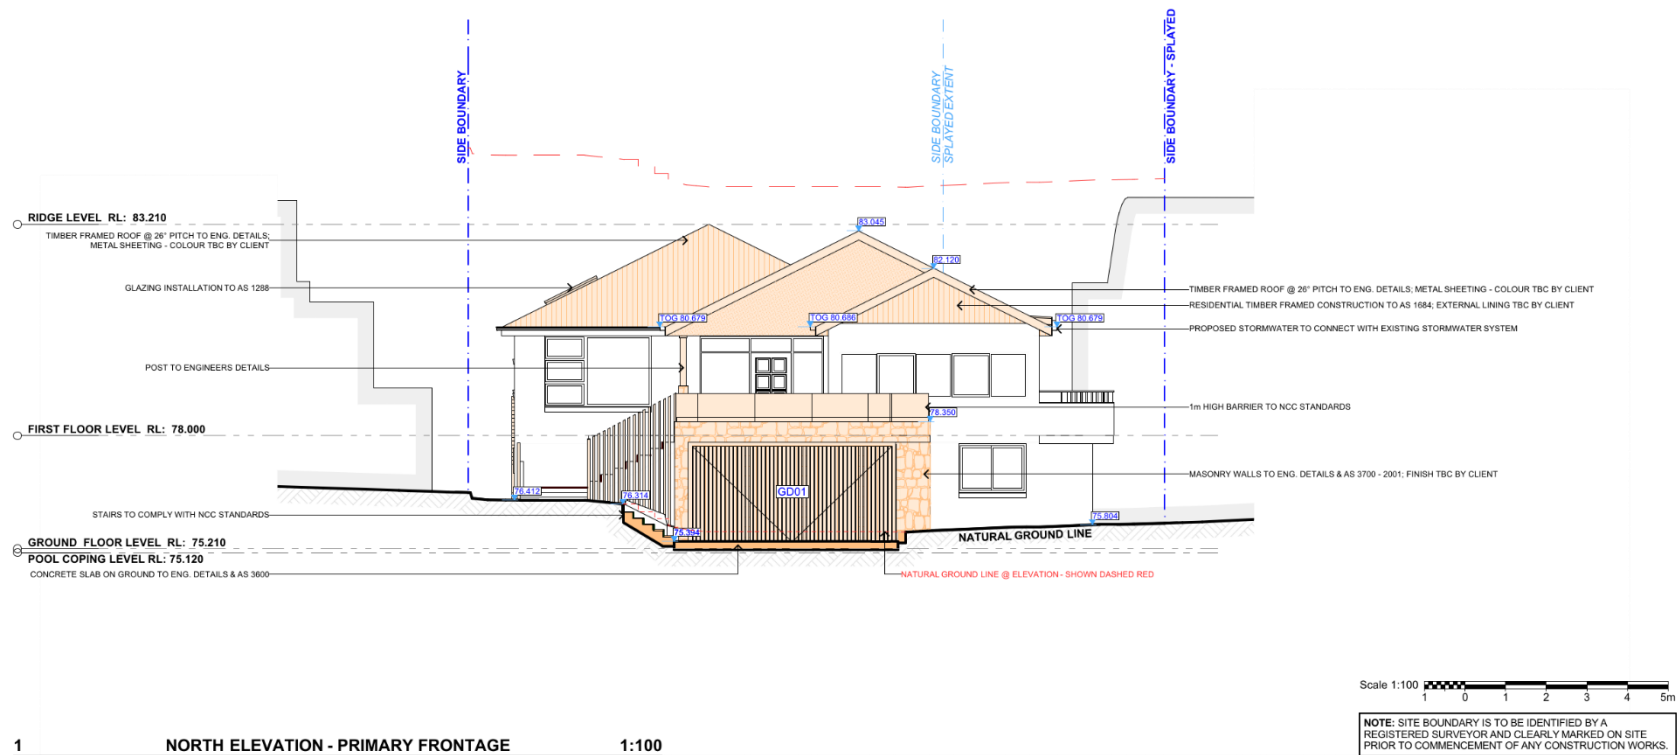 SIDE BOUNDARY
SIDE BOUNDARY
SPLAYED EXTENT
SIDE BOUNDARY - SPLAYED
RIDGE LEVEL RL: 83.210
TIMBER FRAMED ROOF @ 26° PITCH TO ENG. DETAILS;
METAL SHEETING - COLOUR TBC BY CLIENT
GLAZING INSTALLATION TO AS 1288
POST TO ENGINEERS DETAILS
FIRST FLOOR LEVEL RL: 78.000
STAIRS TO COMPLY WITH NCC STANDARDS
GROUND FLOOR LEVEL RL: 75.210
POOL COPING LEVEL RL: 75.120
CONCRETE SLAB ON GROUND TO ENG. DETAILS & AS 3600
83.045
82.120
TOG 80.679
TOG 80.686
TOG 80.679
78.350
76.412
76.314
75.394
GD01
75.804
TIMBER FRAMED ROOF @ 26° PITCH TO ENG. DETAILS; METAL SHEETING - COLOUR TBC BY CLIENT
RESIDENTIAL TIMBER FRAMED CONSTRUCTION TO AS 1684; EXTERNAL LINING TBC BY CLIENT
PROPOSED STORMWATER TO CONNECT WITH EXISTING STORMWATER SYSTEM
1m HIGH BARRIER TO NCC STANDARDS
MASONRY WALLS TO ENG. DETAILS & AS 3700 - 2001; FINISH TBC BY CLIENT
NATURAL GROUND LINE
NATURAL GROUND LINE @ ELEVATION - SHOWN DASHED RED
Scale 1:100
1 0 1 2 3 4 5m
NOTE: SITE BOUNDARY IS TO BE IDENTIFIED BY A
REGISTERED SURVEYOR AND CLEARLY MARKED ON SITE
PRIOR TO COMMENCEMENT OF ANY CONSTRUCTION WORKS.
1 NORTH ELEVATION - PRIMARY FRONTAGE 1:100